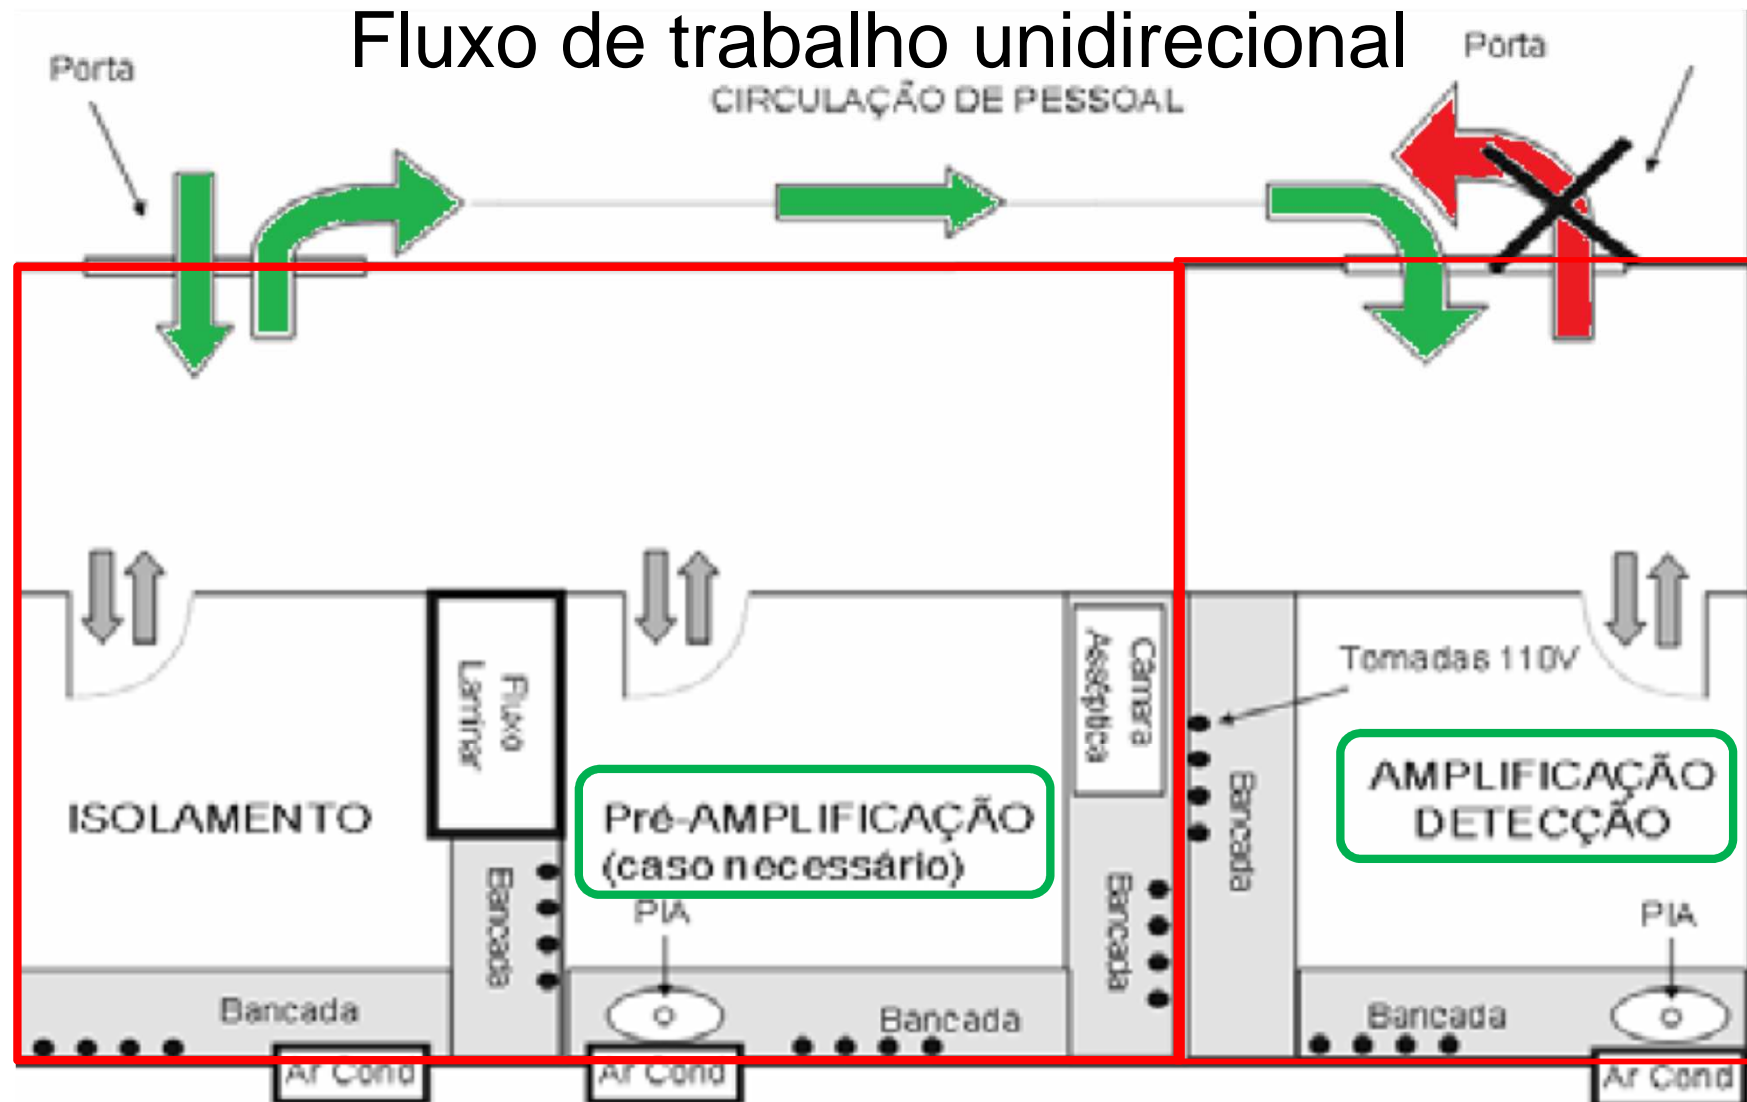 Fluxo de trabalho unidirecional
Porta
Porta
CIRCULAÇÃO DE PESSOAL
Fluxo
Laminar
Câmara
Asséptica
Tomadas 110V
ISOLAMENTO
Pré-AMPLIFICAÇÃO
(caso necessário)
AMPLIFICAÇÃO
DETECÇÃO
Bancada
Bancada
Bancada
PIA
PIA
Bancada
Bancada
Bancada
Ar Cond
Ar Cond
Ar Cond